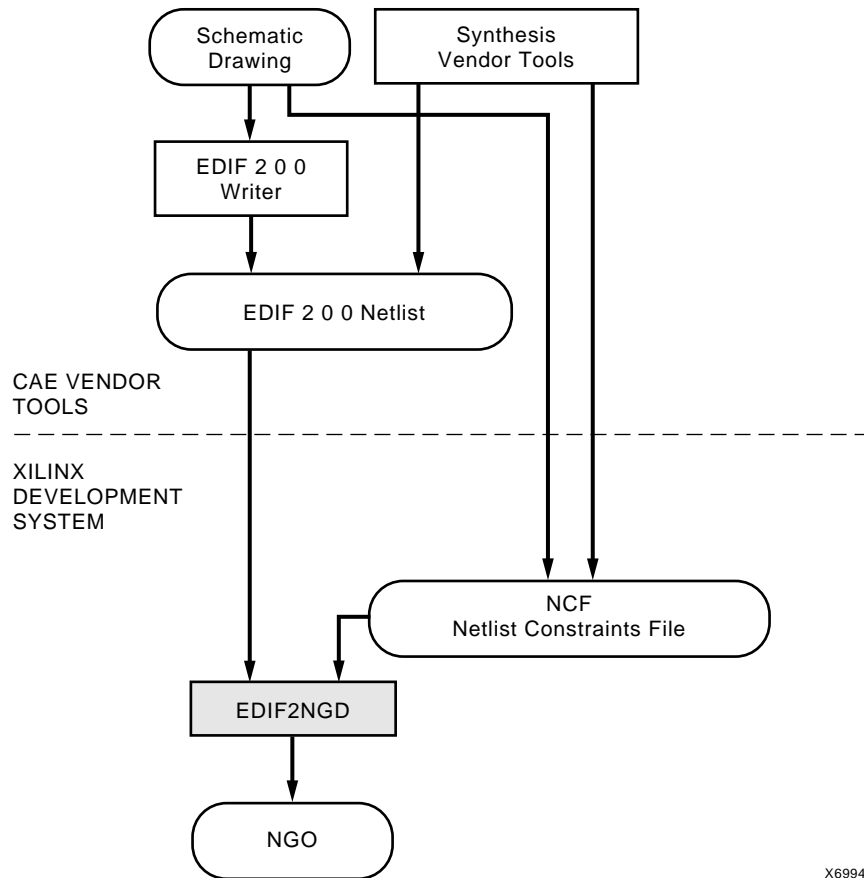 Schematic
Drawing
Synthesis
Vendor Tools
EDIF 2 0 0
Writer
EDIF 2 0 0 Netlist
CAE VENDOR
TOOLS
XILINX
DEVELOPMENT
SYSTEM
NCF
Netlist Constraints File
EDIF2NGD
NGO
X6994